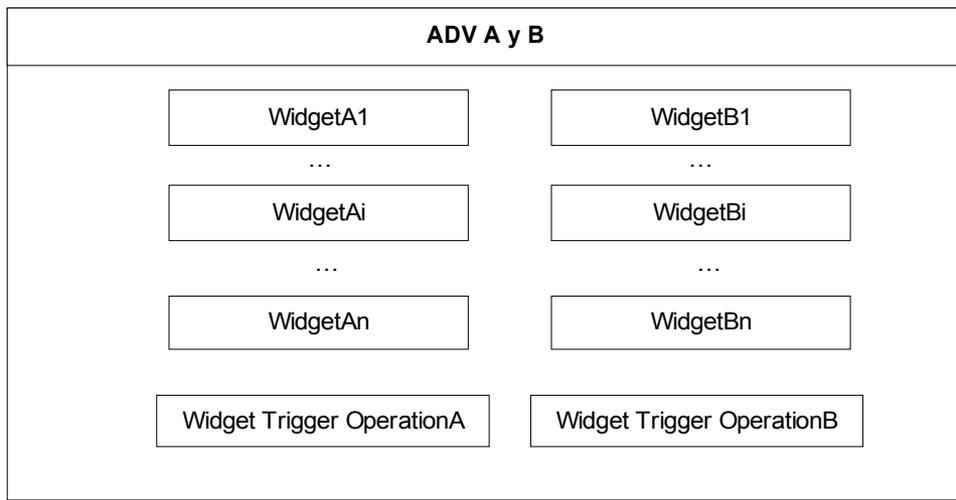 ADV A y B
WidgetA1
WidgetB1
...
...
WidgetAi
WidgetBi
...
...
WidgetAn
WidgetBn
Widget Trigger OperationA
Widget Trigger OperationB